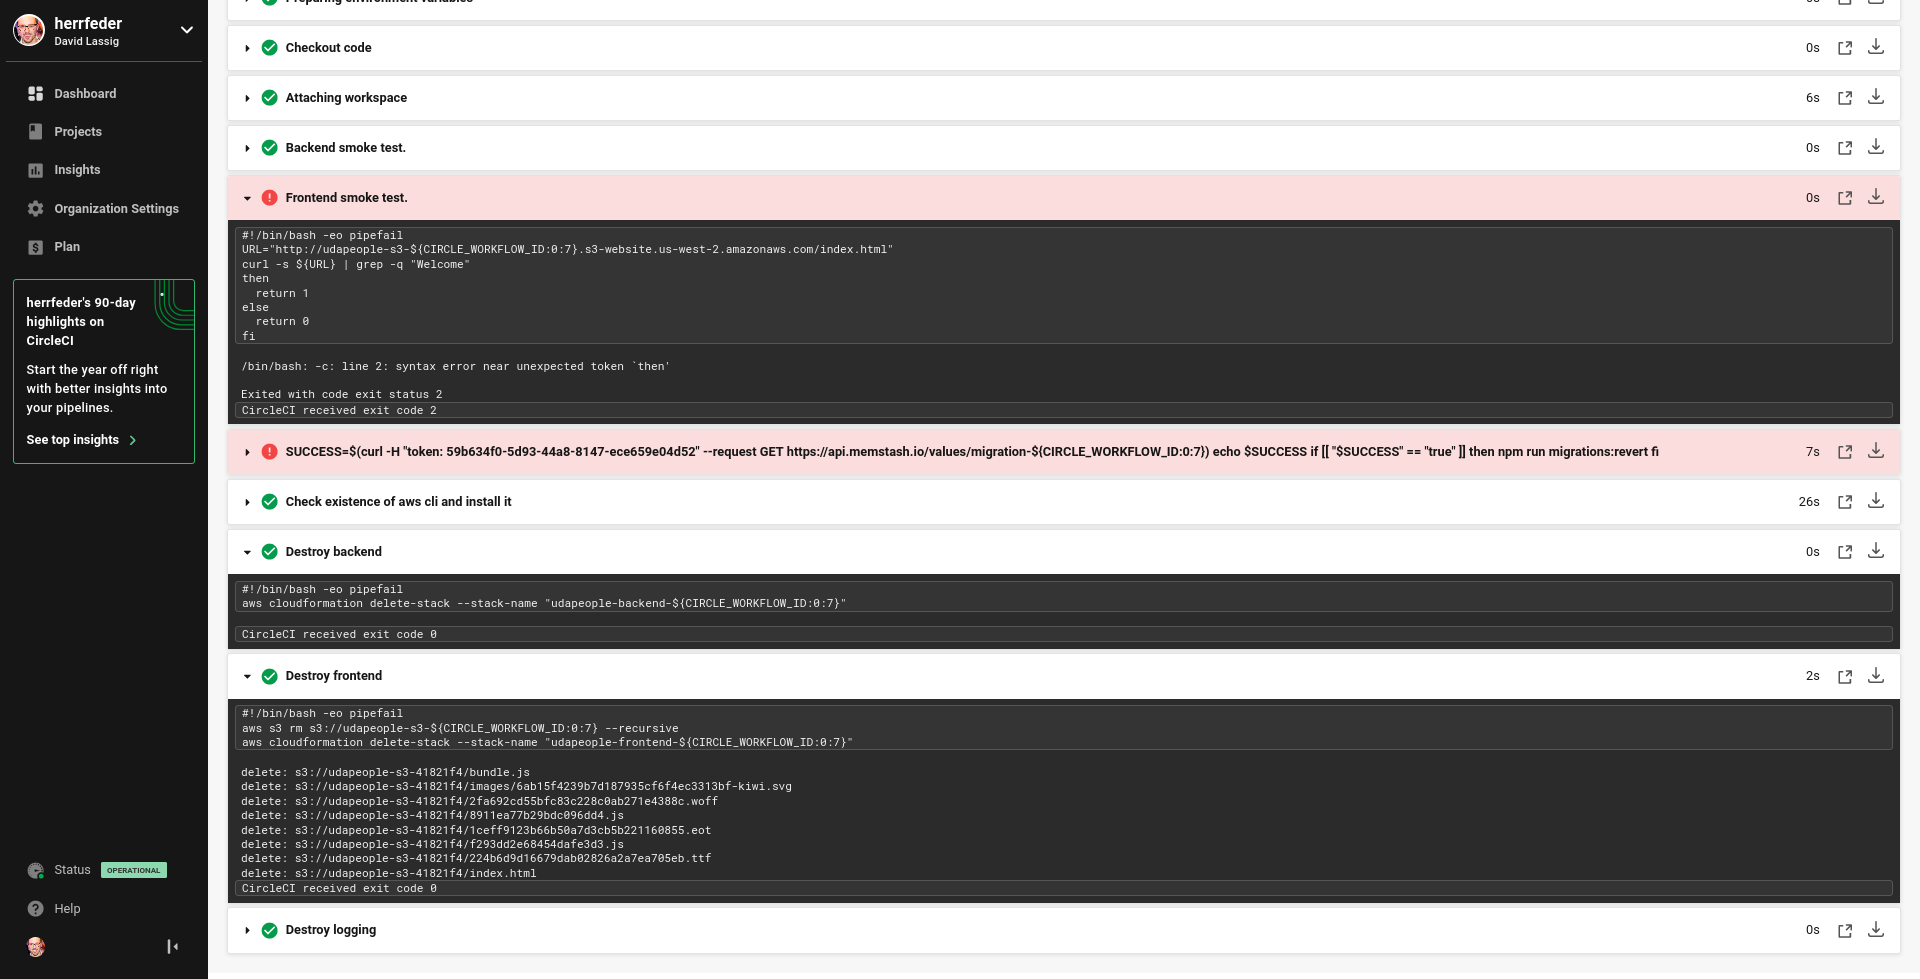 herrfeder
David Lassig
Dashboard
Projects
Insights
Organization Settings
Plan
herrfeder's 90-day
highlights on
CircleCI
Start the year off right
with better insights into
your pipelines.
See top insights
Status OPERATIONAL
Help
Preparing environment variables 0s
Checkout code 0s
Attaching workspace 6s
Backend smoke test. 0s
Frontend smoke test. 0s
#!/bin/bash -eo pipefail
URL="http://udapeople-s3-${CIRCLE_WORKFLOW_ID:0:7}.s3-website.us-west-2.amazonaws.com/index.html"
curl -s ${URL} | grep -q "Welcome"
then
  return 1
else
  return 0
fi
/bin/bash: -c: line 2: syntax error near unexpected token `then'
Exited with code exit status 2
CircleCI received exit code 2
SUCCESS=$(curl -H "token: 59b634f0-5d93-44a8-8147-ece659e04d52" --request GET https://api.memstash.io/values/migration-${CIRCLE_WORKFLOW_ID:0:7}) echo $SUCCESS if [[ "$SUCCESS" == "true" ]] then npm run migrations:revert fi 7s
Check existence of aws cli and install it 26s
Destroy backend 0s
#!/bin/bash -eo pipefail
aws cloudformation delete-stack --stack-name "udapeople-backend-${CIRCLE_WORKFLOW_ID:0:7}"
CircleCI received exit code 0
Destroy frontend 2s
#!/bin/bash -eo pipefail
aws s3 rm s3://udapeople-s3-${CIRCLE_WORKFLOW_ID:0:7} --recursive
aws cloudformation delete-stack --stack-name "udapeople-frontend-${CIRCLE_WORKFLOW_ID:0:7}"
delete: s3://udapeople-s3-41821f4/bundle.js
delete: s3://udapeople-s3-41821f4/images/6ab15f4239b7d187935cf6f4ec3313bf-kiwi.svg
delete: s3://udapeople-s3-41821f4/2fa692cd55bfc83c228c0ab271e4388c.woff
delete: s3://udapeople-s3-41821f4/8911ea77b29bdc096dd4.js
delete: s3://udapeople-s3-41821f4/1ceff9123b66b50a7d3cb5b221160855.eot
delete: s3://udapeople-s3-41821f4/f293dd2e68454dafe3d3.js
delete: s3://udapeople-s3-41821f4/224b6d9d16679dab02826a2a7ea705eb.ttf
delete: s3://udapeople-s3-41821f4/index.html
CircleCI received exit code 0
Destroy logging 0s